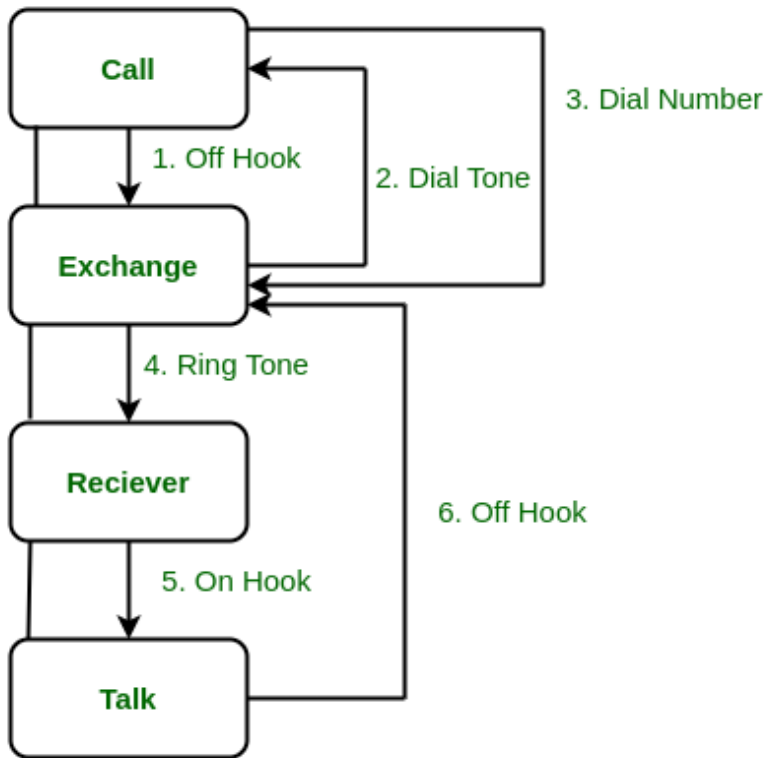 Call
3. Dial Number
1. Off Hook
2. Dial Tone
Exchange
4. Ring Tone
Reciever
6. Off Hook
5. On Hook
Talk